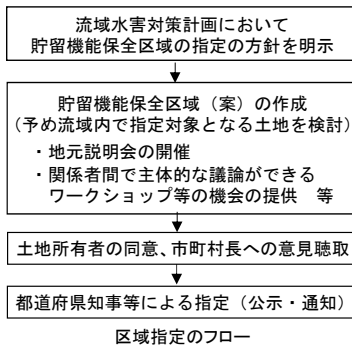 流域水害対策計画において
貯留機能保全区域の指定の方針を明示
貯留機能保全区域（案）の作成
(予め流域内で指定対象となる土地を検討)
・地元説明会の開催
・関係者間で主体的な議論ができる
ワークショップ等の機会の提供　等
土地所有者の同意、市町村長への意見聴取
都道府県知事等による指定（公示・通知）
区域指定のフロー